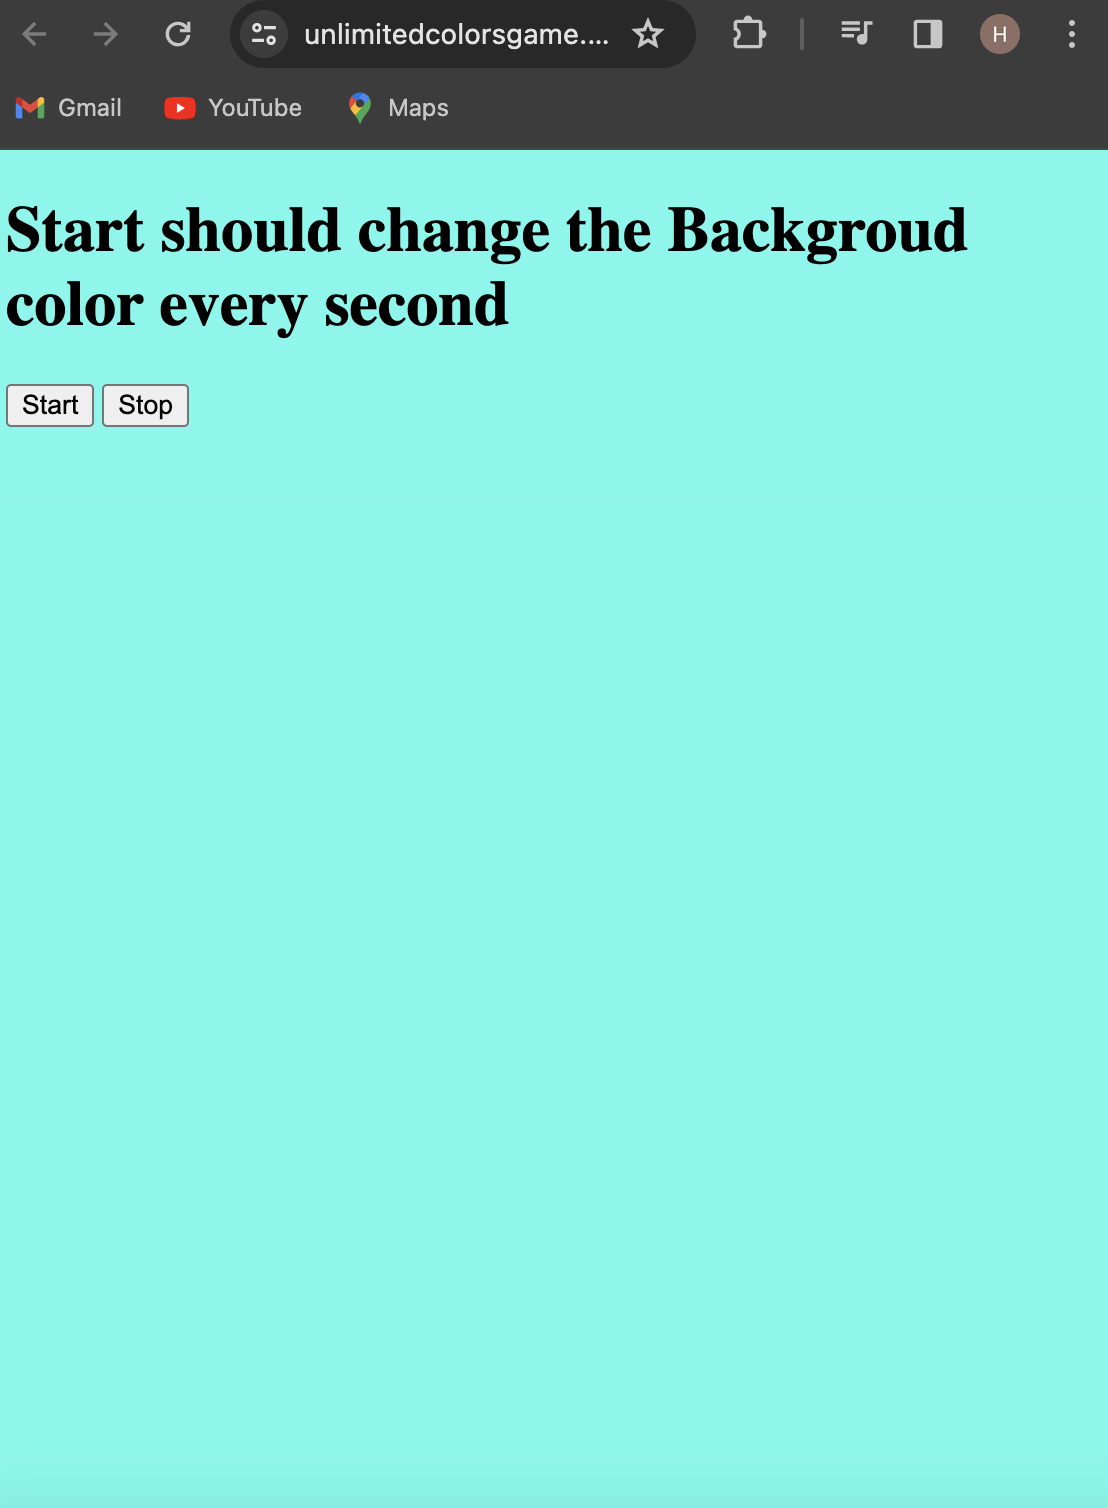 unlimitedcolorsgame....
H
Gmail YouTube Maps
Start should change the Backgroud
color every second
Start Stop